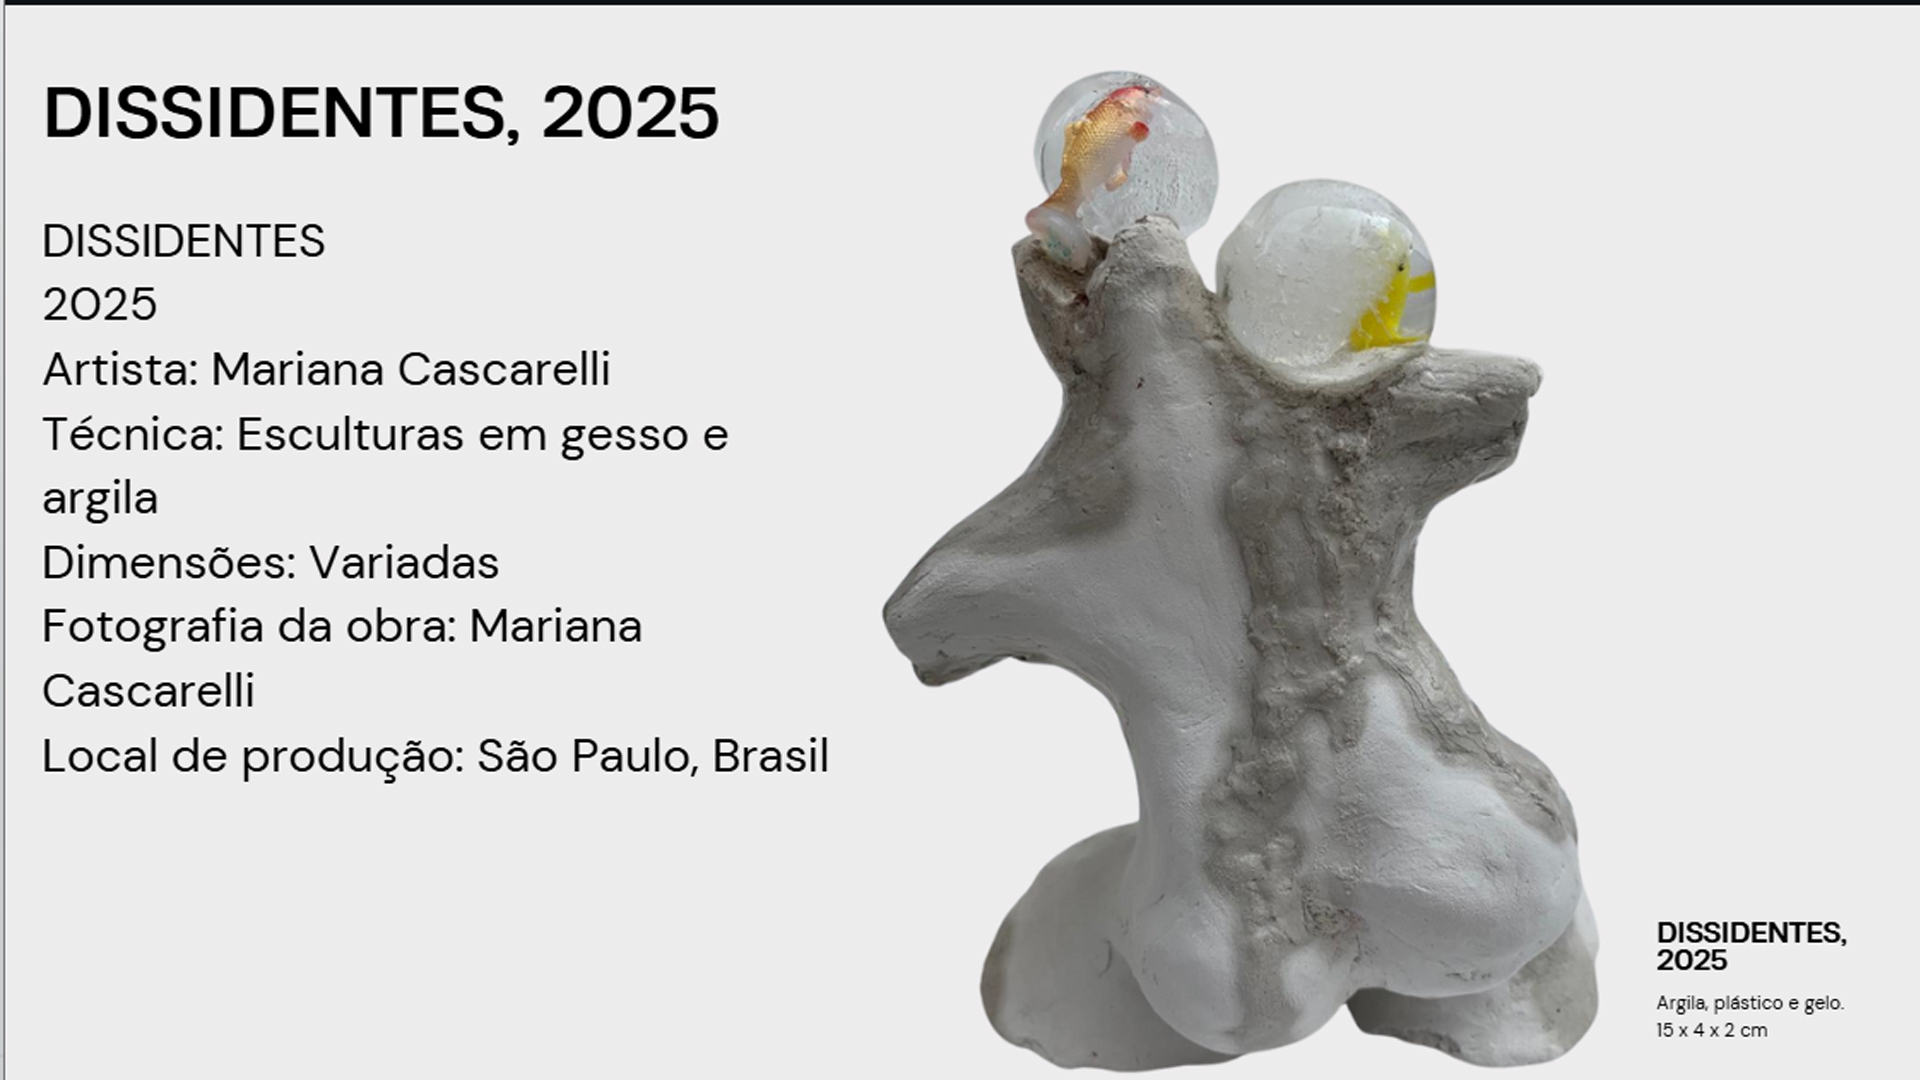 DISSIDENTES, 2025
DISSIDENTES
2025
Artista: Mariana Cascarelli
Técnica: Esculturas em gesso e
argila
Dimensões: Variadas
Fotografia da obra: Mariana
Cascarelli
Local de produção: São Paulo, Brasil
DISSIDENTES,
2025
Argila, plástico e gelo.
15 x 4 x 2 cm